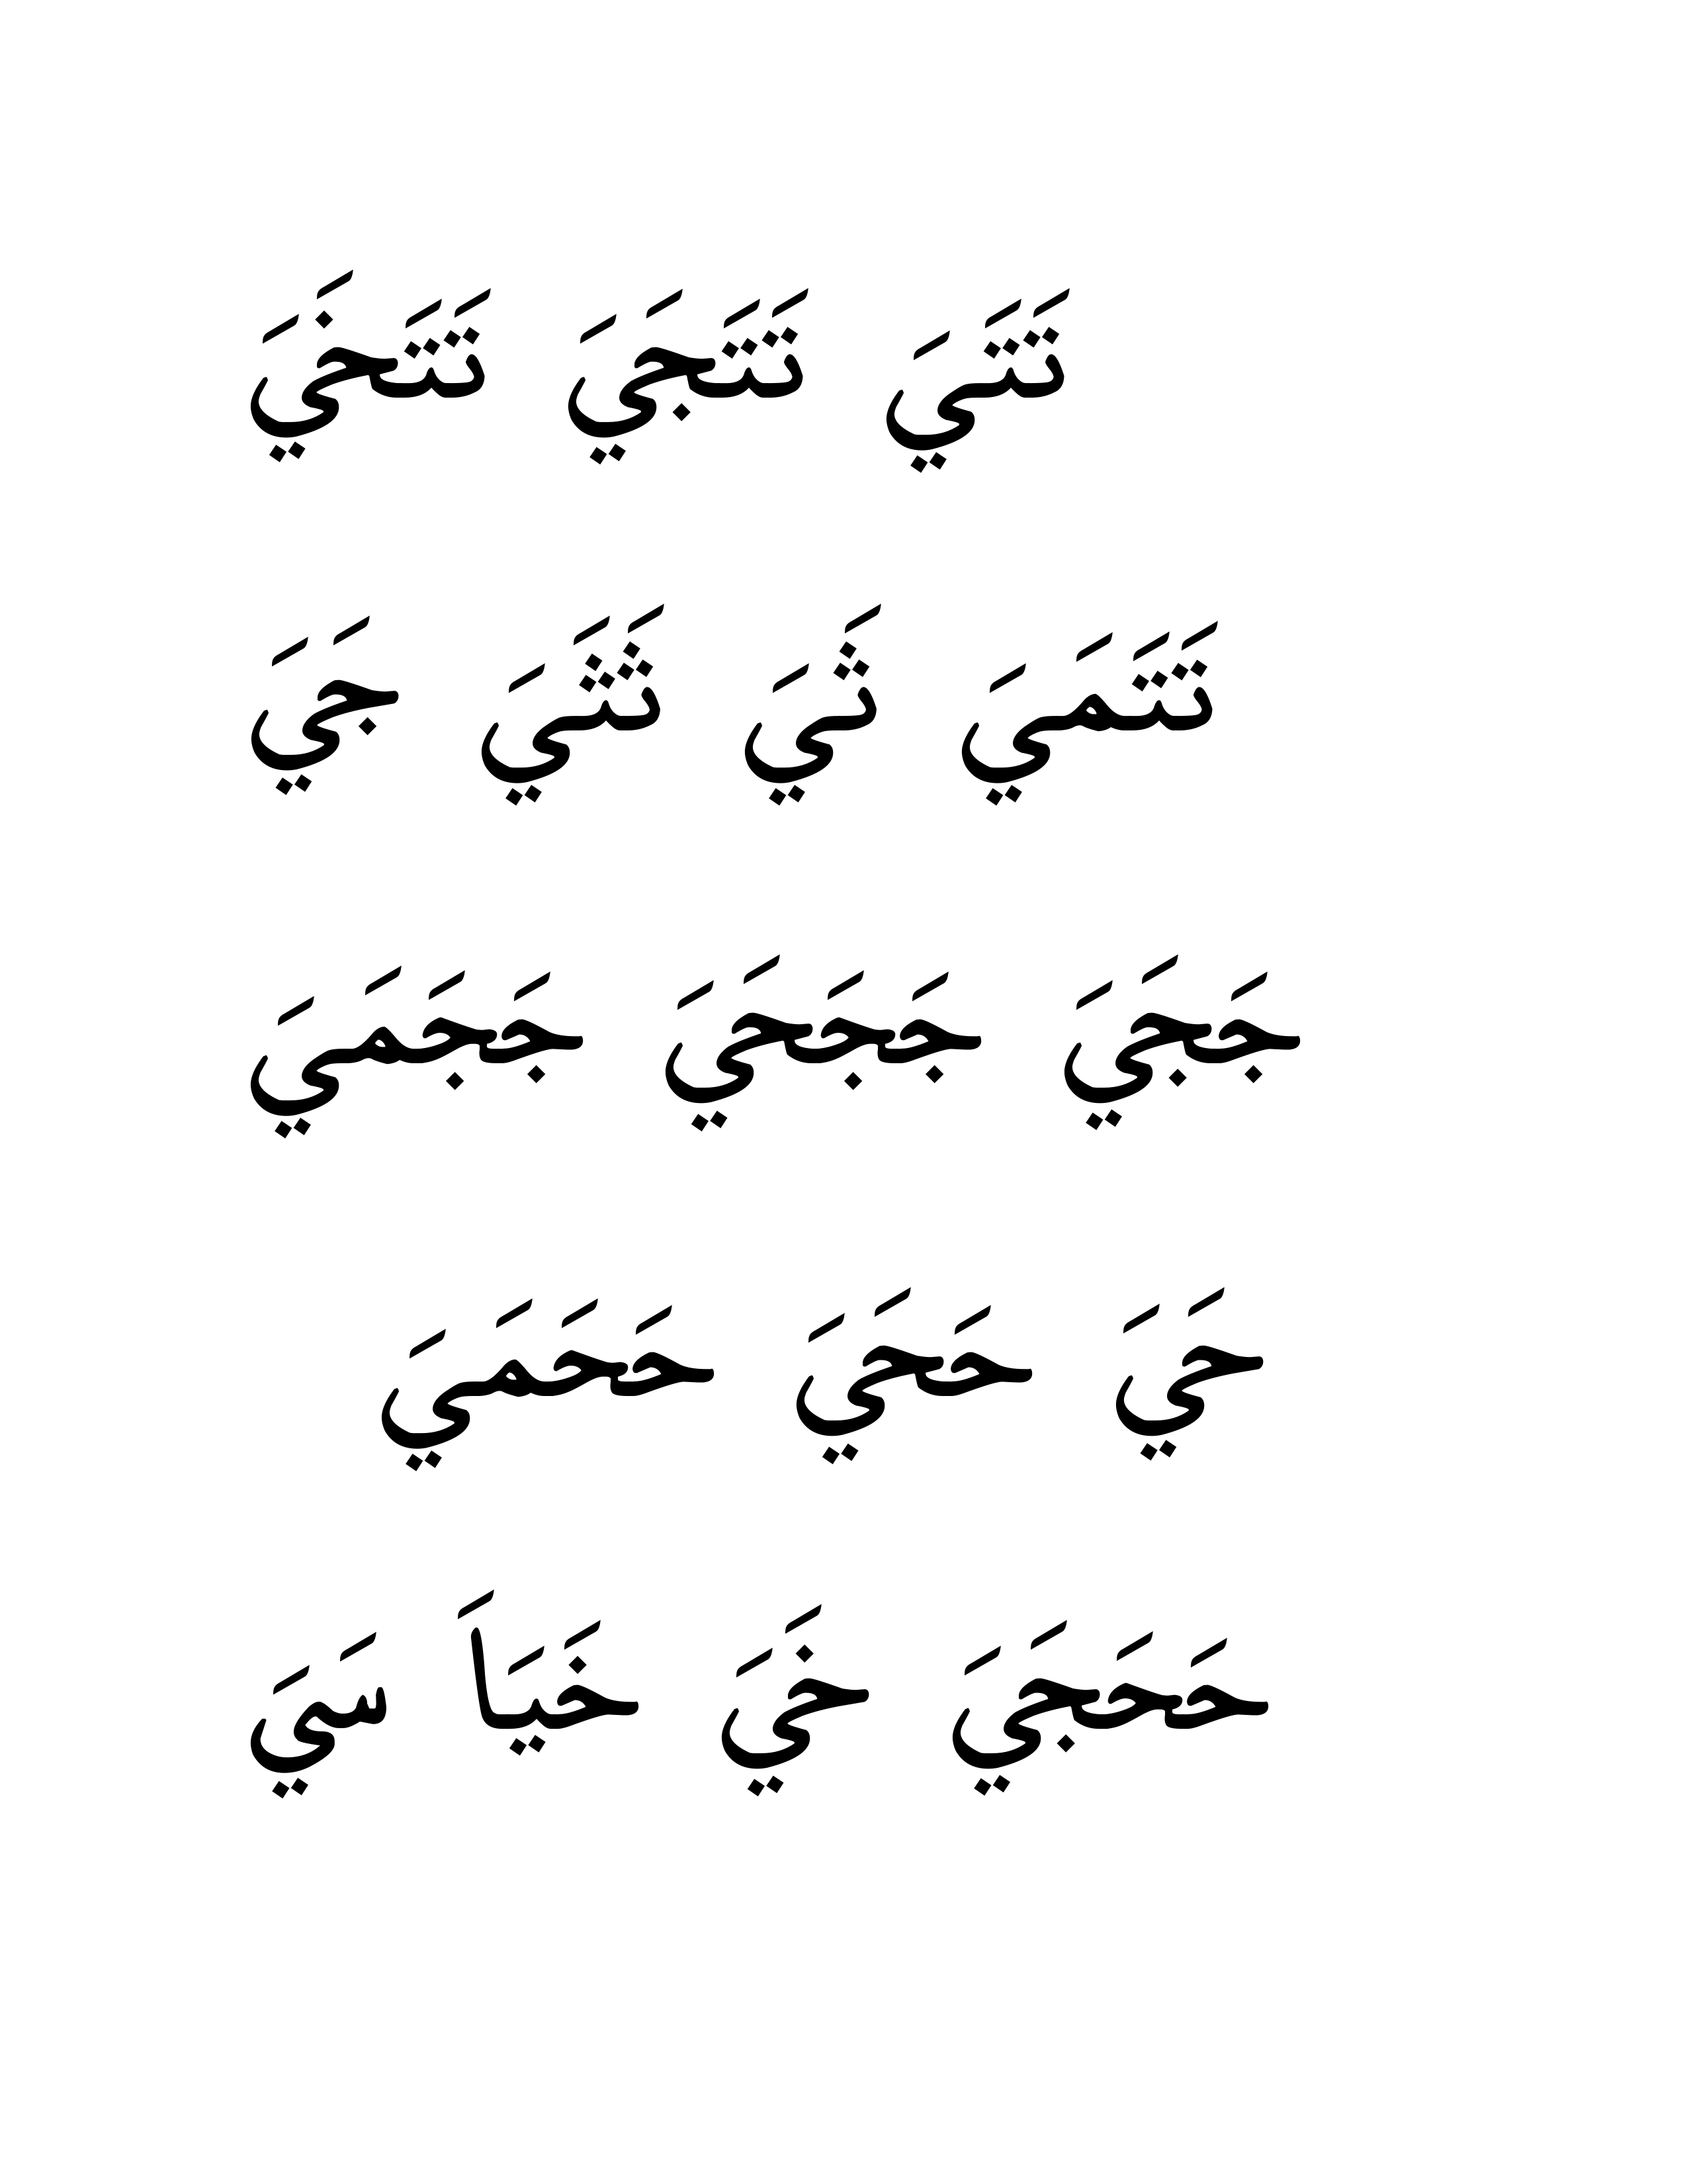 تَتَيَ تَتَجَيَ تَتَخَيَ
تَتَمَيَ ثَيَ ثَثَيَ جَيَ
جَجَيَ جَجَحَيَ جَجَمَيَ
حَيَ حَحَيَ حَحَمَيَ
حَحَجَيَ خَيَ خَيَاَ سَيَ